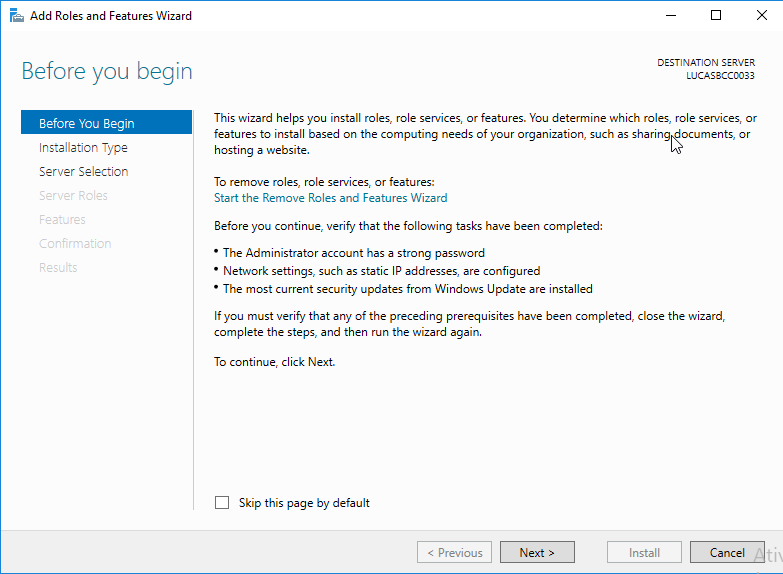 Add Roles and Features Wizard
Before you begin
DESTINATION SERVER
LUCASBCC0033
Before You Begin
Installation Type
Server Selection
Server Roles
Features
Confirmation
Results
This wizard helps you install roles, role services, or features. You determine which roles, role services, or
features to install based on the computing needs of your organization, such as sharing documents, or
hosting a website.
To remove roles, role services, or features:
Start the Remove Roles and Features Wizard
Before you continue, verify that the following tasks have been completed:
• The Administrator account has a strong password
• Network settings, such as static IP addresses, are configured
• The most current security updates from Windows Update are installed
If you must verify that any of the preceding prerequisites have been completed, close the wizard,
complete the steps, and then run the wizard again.
To continue, click Next.
Skip this page by default
< Previous
Next >
Install
Cancel